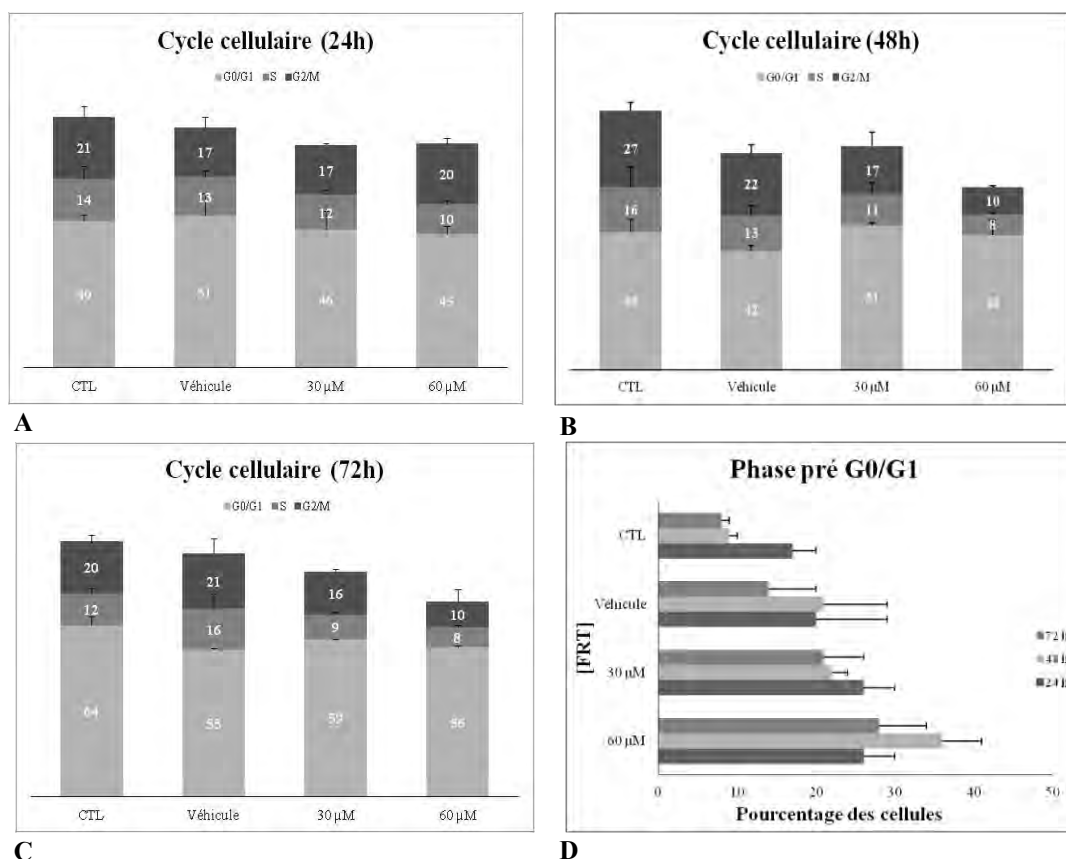 Cycle cellulaire (24h)
G0/G1 S G2/M
21 17 17 20
14 13 12 10
49 51 46 45
CTL Véhicule 30 µM 60 µM
A
Cycle cellulaire (48h)
G0/G1 S G2/M
27 22 17 10
16 13 11 8
42 51
CTL Véhicule 30 µM 60 µM
B
Cycle cellulaire (72h)
G0/G1 S G2/M
20 21 16 10
12 16 9 8
64 55 59 56
CTL Véhicule 30 µM 60 µM
C
Phase pré G0/G1
[FRT]
CTL
Véhicule
30 µM
60 µM
72 h
48 h
24 h
0 10 20 30 40 50
Pourcentage des cellules
D